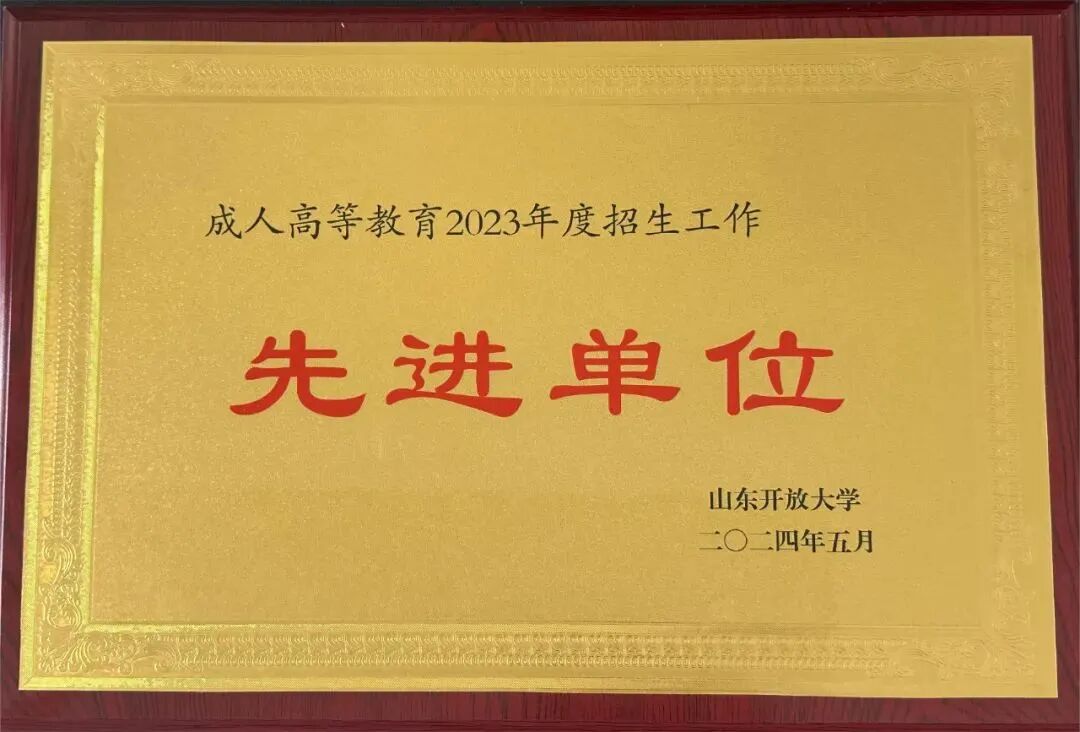 成人高等教育2023年度招生工作
先进单位
山东开放大学
二〇二四年五月